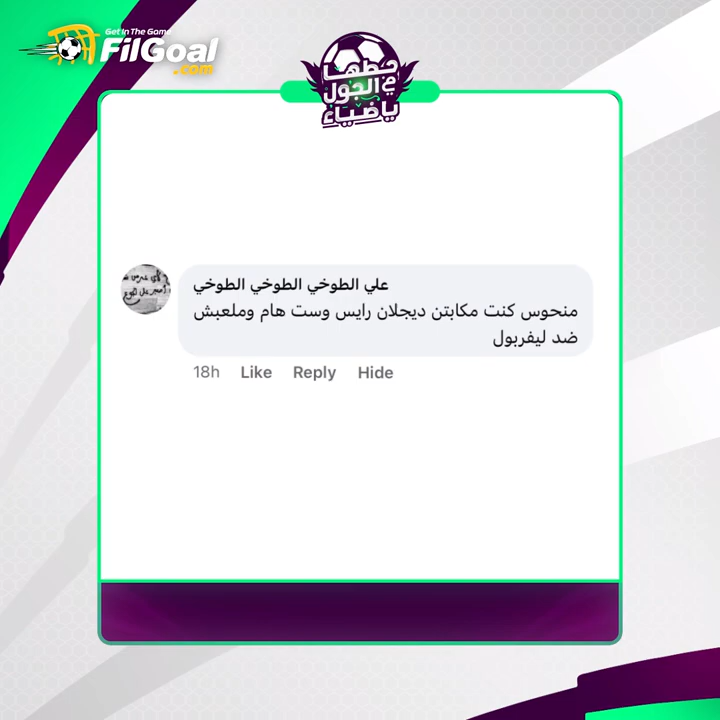 Get In The Game
FilGoal
.com
حطها
في الجول
يا ضياء
علي الطوخي الطوخي الطوخي
منحوس كنت مكابتن ديجلان رايس وست هام وملعبش
ضد ليفربول
18h Like Reply Hide